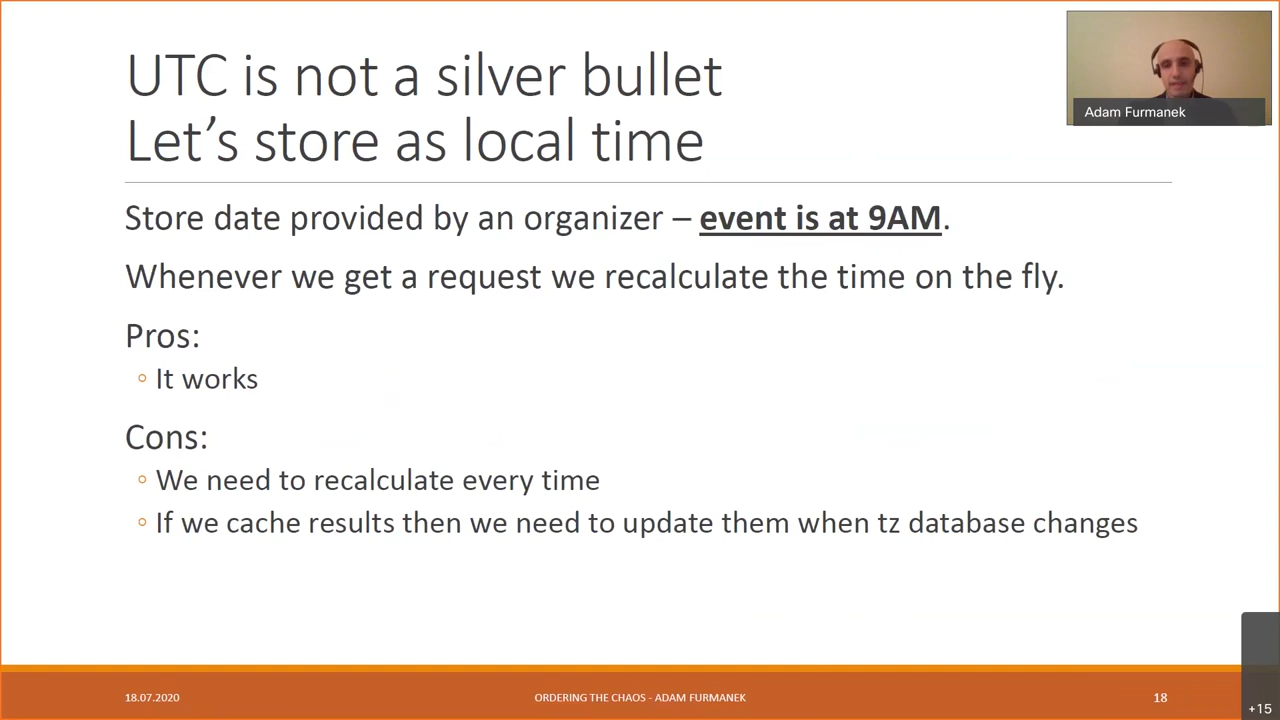 UTC is not a silver bullet
Let’s store as local time
Adam Furmanek
Store date provided by an organizer – event is at 9AM.
Whenever we get a request we recalculate the time on the fly.
Pros:
It works
Cons:
We need to recalculate every time
If we cache results then we need to update them when tz database changes
18.07.2020
ORDERING THE CHAOS - ADAM FURMANEK
18
+15